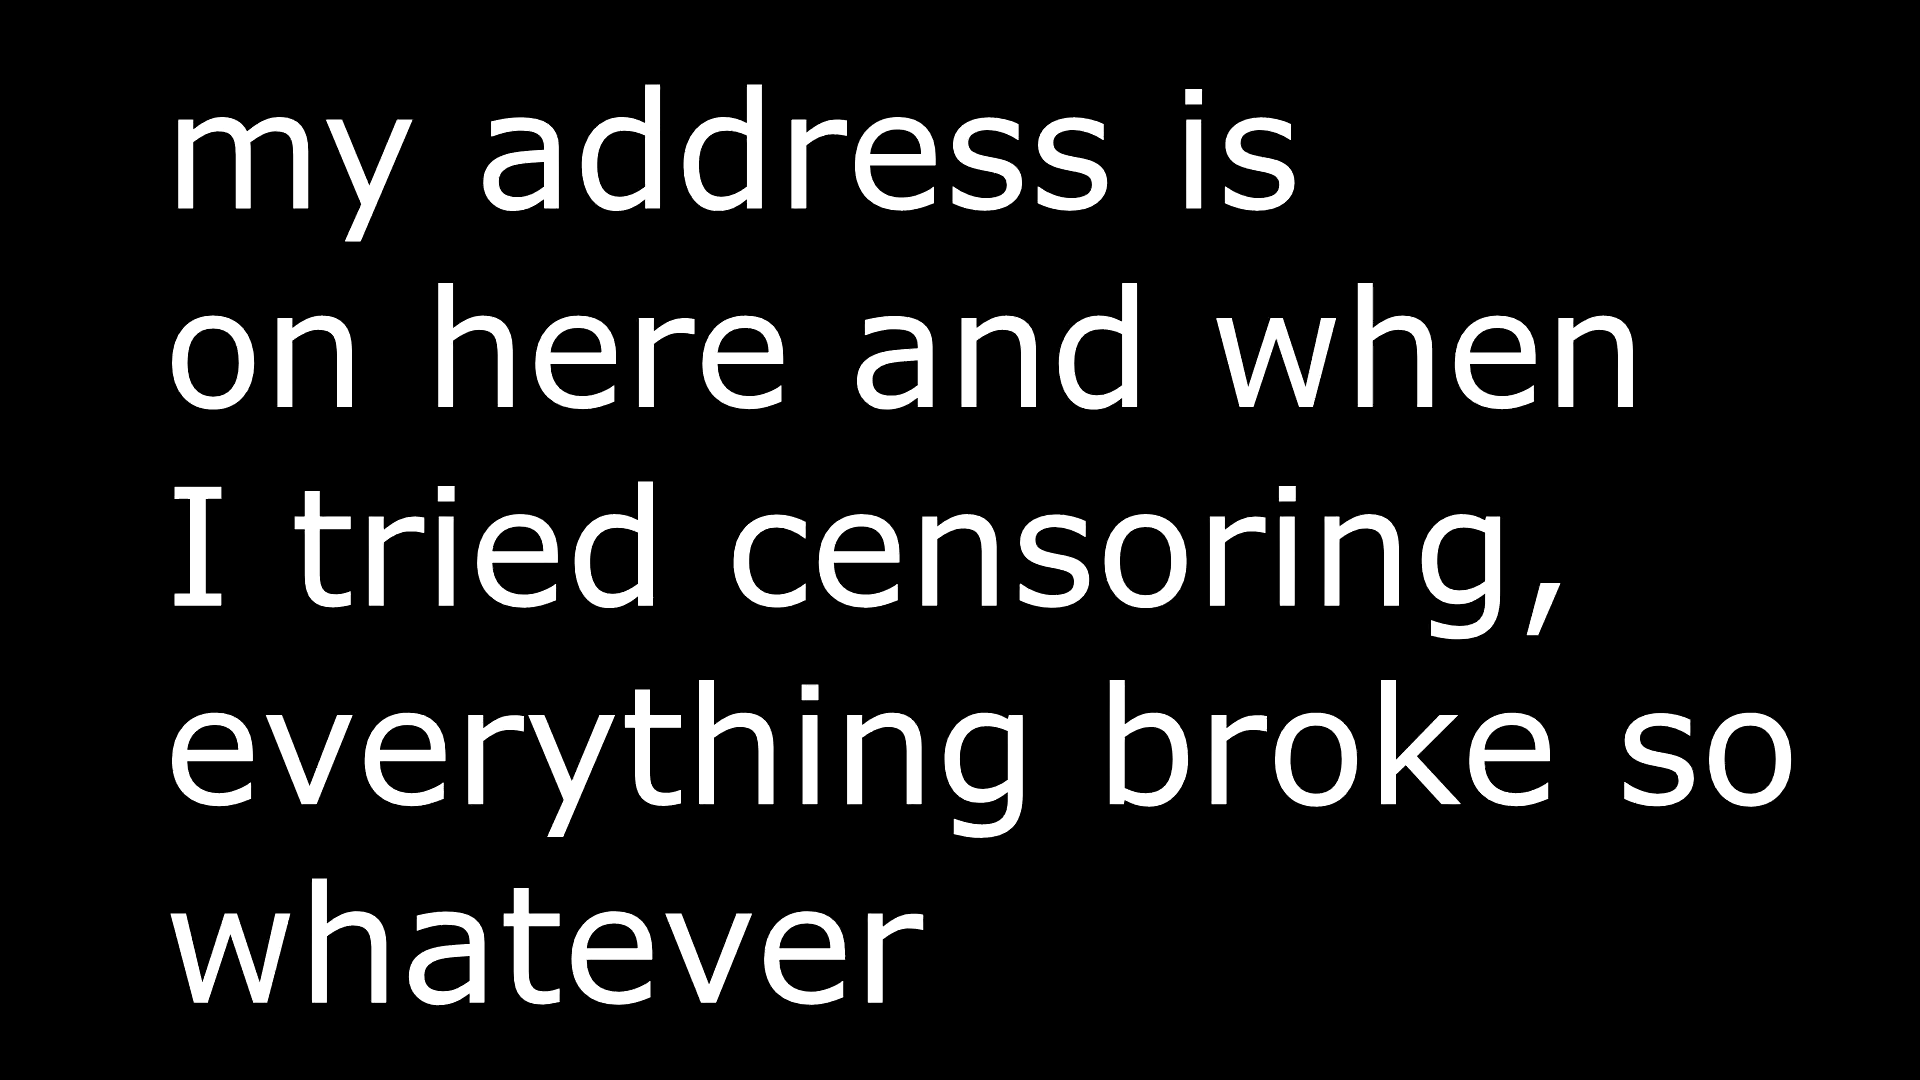 my address is
on here and when
I tried censoring,
everything broke so
whatever